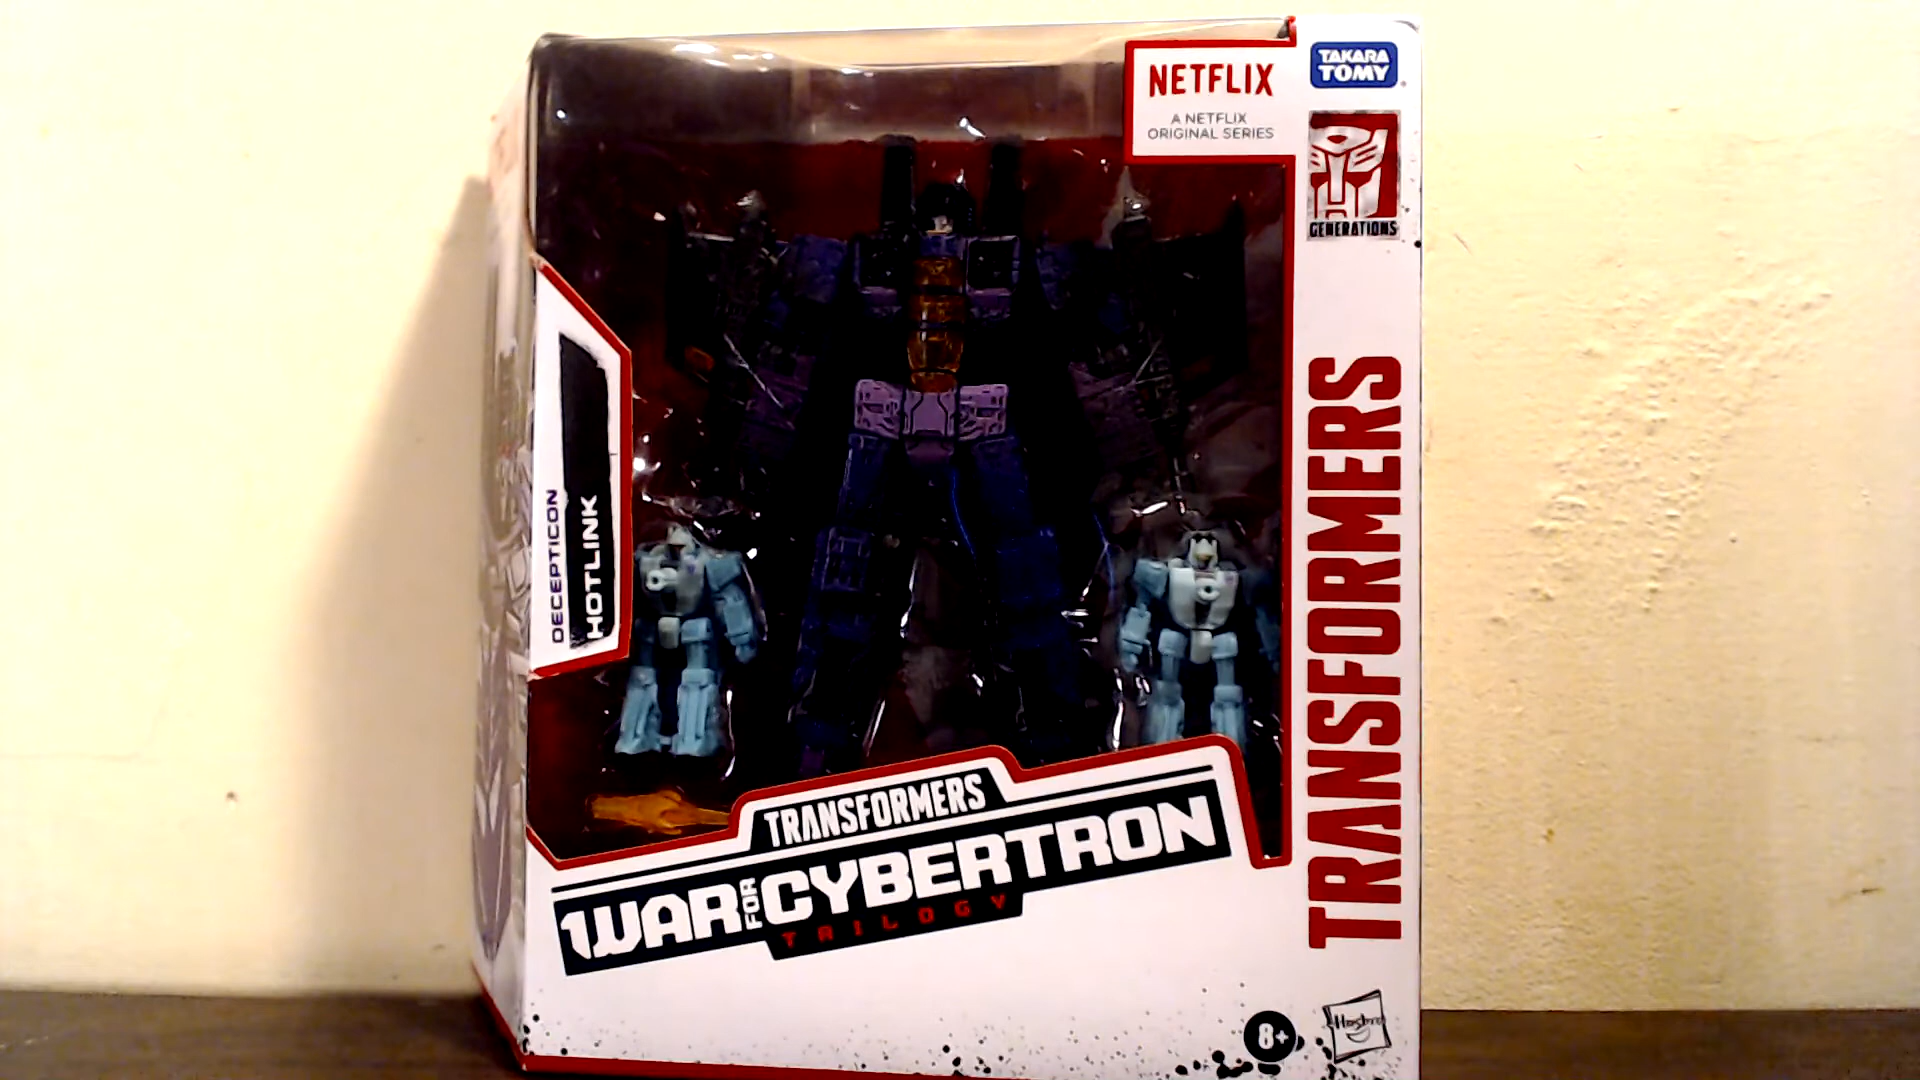 NETFLIX
A NETFLIX
ORIGINAL SERIES
TAKARA
TOMY
GENERATIONS
TRANSFORMERS
DECEPTICON
HOTLINK
TRANSFORMERS
WAR FOR CYBERTRON
TRILOGY
8+
Hasbro